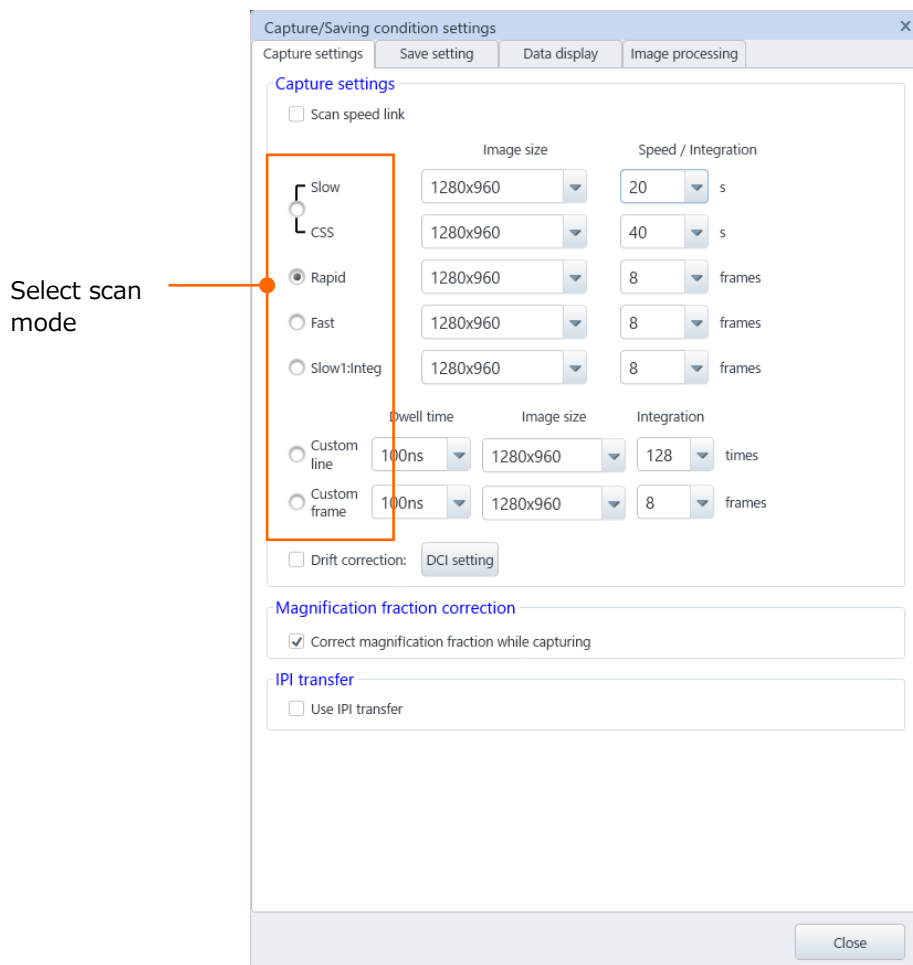 Capture/Saving condition settings
Capture settings Save setting Data display Image processing
Capture settings
Scan speed link
Image size Speed / Integration
Slow 1280x960 20 s
CSS 1280x960 40 s
Rapid 1280x960 8 frames
Select scan
mode
Fast 1280x960 8 frames
Slow1:Integ 1280x960 8 frames
Dwell time Image size Integration
Custom
line 100ns 1280x960 128 times
Custom
frame 100ns 1280x960 8 frames
Drift correction: DCI setting
Magnification fraction correction
Correct magnification fraction while capturing
IPI transfer
Use IPI transfer
Close